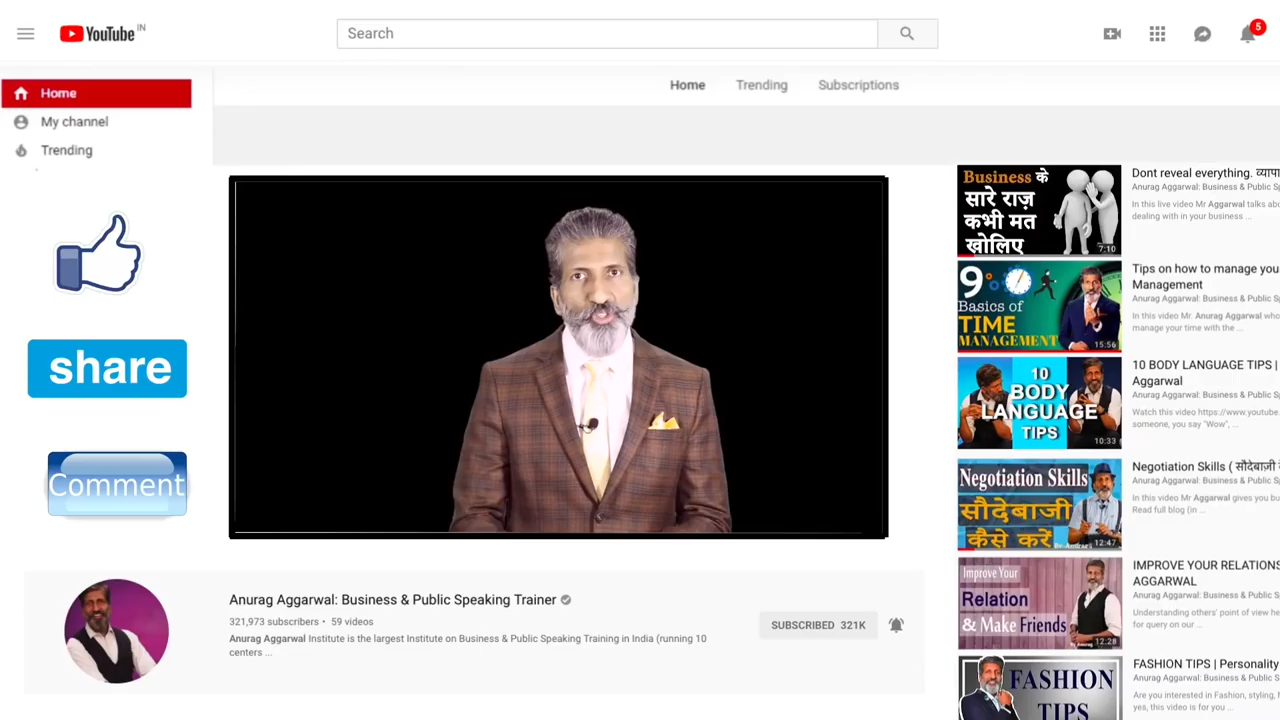 YouTube IN
Search
5
Home
My channel
Trending
Home
Trending
Subscriptions
share
Comment
Anurag Aggarwal: Business & Public Speaking Trainer
321,973 subscribers • 59 videos
Anurag Aggarwal Institute is the largest Institute on Business & Public Speaking Training in India (running 10
centers ...
SUBSCRIBED 321K
Business के
सारे राज़
कभी मत
खोलिए
7:10
Dont reveal everything.
Anurag Aggarwal: Business & Public
In this live video Mr Aggarwal talks
dealing with in your business ...
9
Basics of
TIME
MANAGEMENT
15:56
Tips on how to manage you
Management
Anurag Aggarwal: Business & Public
In this video Mr. Anurag Aggarwal who
manage your time with the ...
10
BODY
LANGUAGE
TIPS
10:33
10 BODY LANGUAGE TIPS |
Aggarwal
Anurag Aggarwal: Business & Public
Watch this video https://www.youtube.
someone, you say "Wow", ...
Negotiation Skills
सौदेबाजी
कैसे करें
12:47
Negotiation Skills ( सौदेबाज़ी
Anurag Aggarwal: Business & Public
In this video Mr Aggarwal gives you
Read full blog (in ...
Improve Your
Relation
& Make Friends
12:28
IMPROVE YOUR RELATIONS
AGGARWAL
Anurag Aggarwal: Business & Public
Understanding others' point of view
for query on our ...
FASHION
TIPS
FASHION TIPS | Personality
Anurag Aggarwal: Business & Public
Are you interested in Fashion, styling,
yes, this video is for you ...